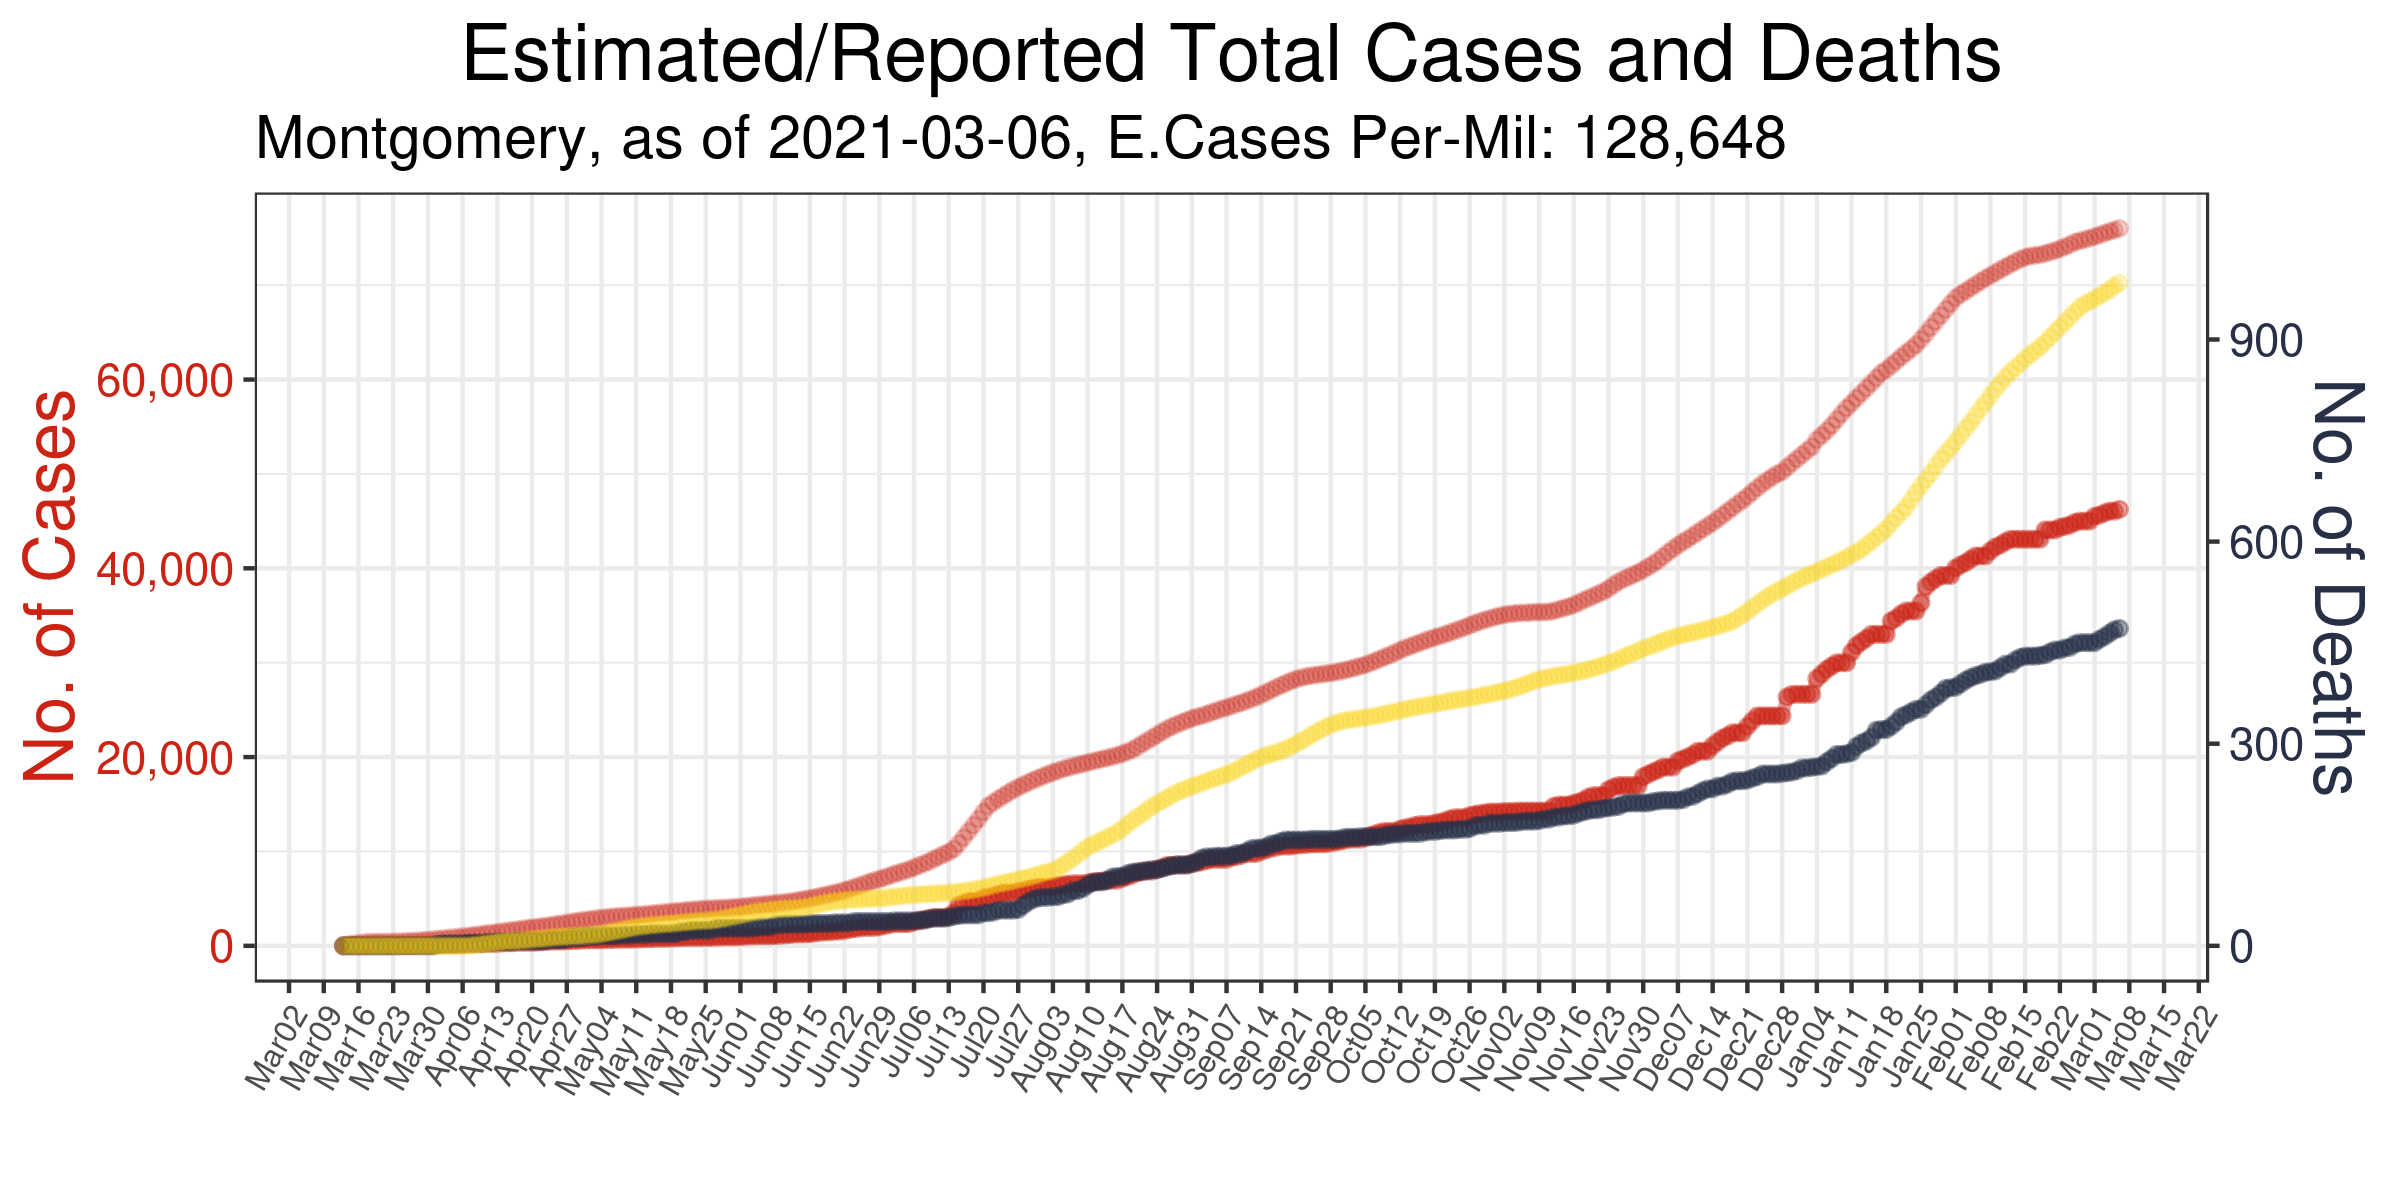 Estimated/Reported Total Cases and Deaths
Montgomery, as of 2021-03-06, E.Cases Per-Mil: 128,648
No. of Cases
60,000
40,000
20,000
0
900
600
300
0
No. of Deaths
Mar02
Mar09
Mar16
Mar23
Mar30
Apr06
Apr13
Apr20
Apr27
May04
May11
May18
May25
Jun01
Jun08
Jun15
Jun22
Jun29
Jul06
Jul13
Jul20
Jul27
Aug03
Aug10
Aug17
Aug24
Aug31
Sep07
Sep14
Sep21
Sep28
Oct05
Oct12
Oct19
Oct26
Nov02
Nov09
Nov16
Nov23
Nov30
Dec07
Dec14
Dec21
Dec28
Jan04
Jan11
Jan18
Jan25
Feb01
Feb08
Feb15
Feb22
Mar01
Mar08
Mar15
Mar22